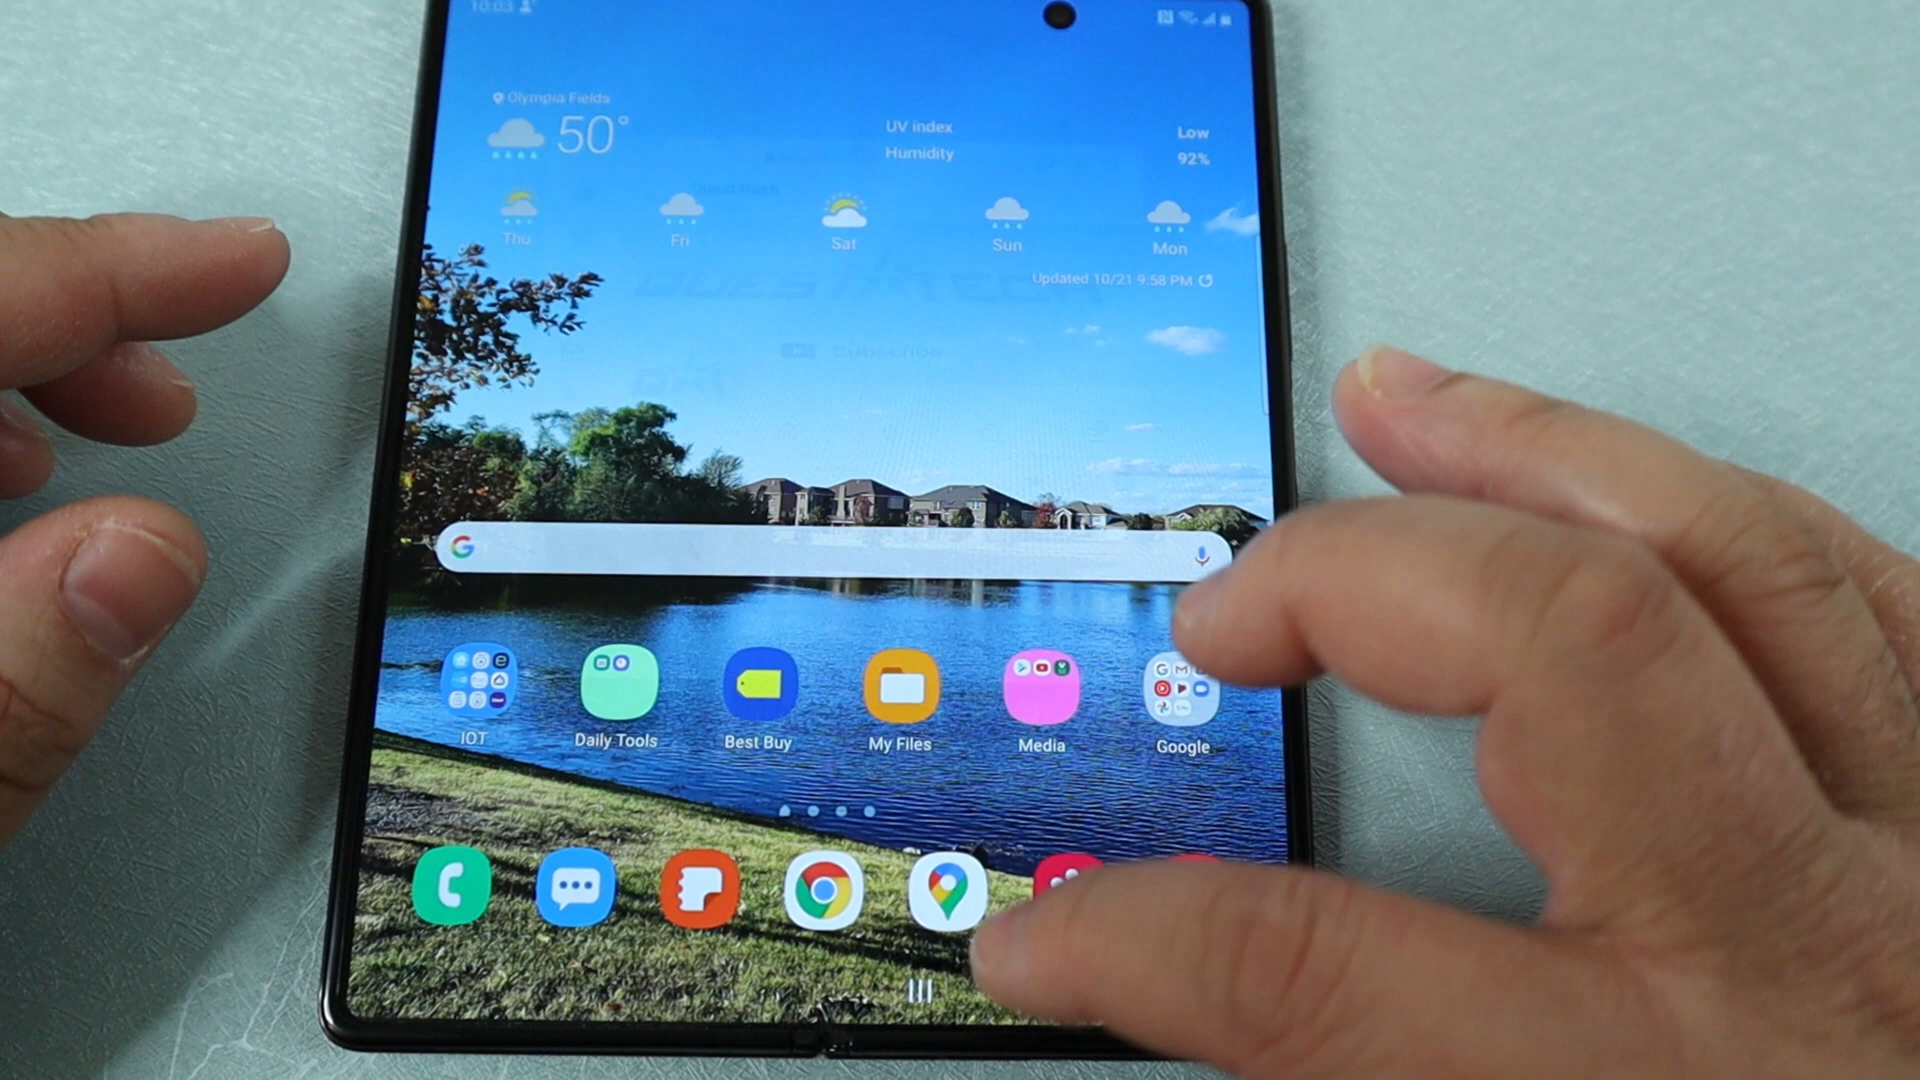 10:03
Olympia Fields
50°
UV index Low
Humidity 92%
Thu Fri Sat Sun Mon
Updated 10/21 9:58 PM
IOT Daily Tools Best Buy My Files Media Google